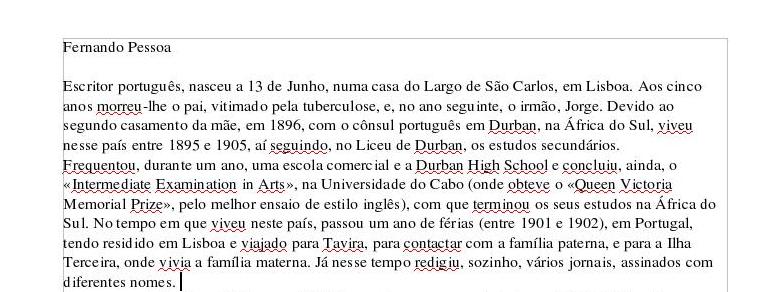 Fernando Pessoa
Escritor português, nasceu a 13 de Junho, numa casa do Largo de São Carlos, em Lisboa. Aos cinco
anos morreu-lhe o pai, vitimado pela tuberculose, e, no ano seguinte, o irmão, Jorge. Devido ao
segundo casamento da mãe, em 1896, com o cônsul português em Durban, na África do Sul, viveu
nesse país entre 1895 e 1905, aí seguindo, no Liceu de Durban, os estudos secundários.
Frequentou, durante um ano, uma escola comercial e a Durban High School e concluiu, ainda, o
«Intermediate Examination in Arts», na Universidade do Cabo (onde obteve o «Queen Victoria
Memorial Prize», pelo melhor ensaio de estilo inglês), com que terminou os seus estudos na África do
Sul. No tempo em que viveu neste país, passou um ano de férias (entre 1901 e 1902), em Portugal,
tendo residido em Lisboa e viajado para Tavira, para contactar com a família paterna, e para a Ilha
Terceira, onde vivia a família materna. Já nesse tempo redigiu, sozinho, vários jornais, assinados com
diferentes nomes.